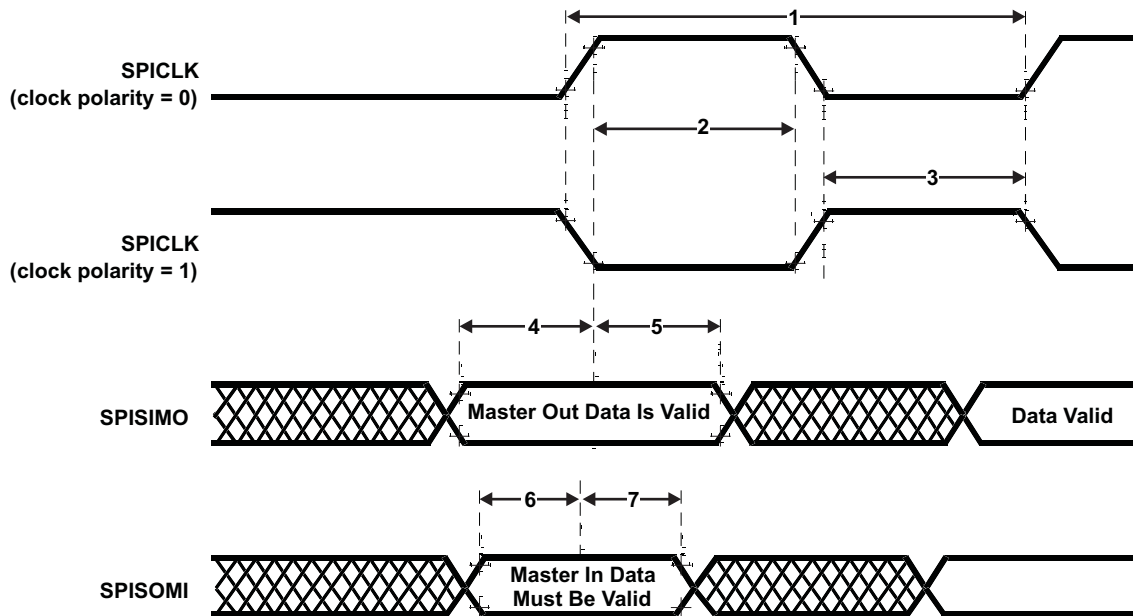 1
SPICLK
(clock polarity = 0)
2
3
SPICLK
(clock polarity = 1)
4
5
SPISIMO
Master Out Data Is Valid
Data Valid
6
7
SPISOMI
Master In Data
Must Be Valid